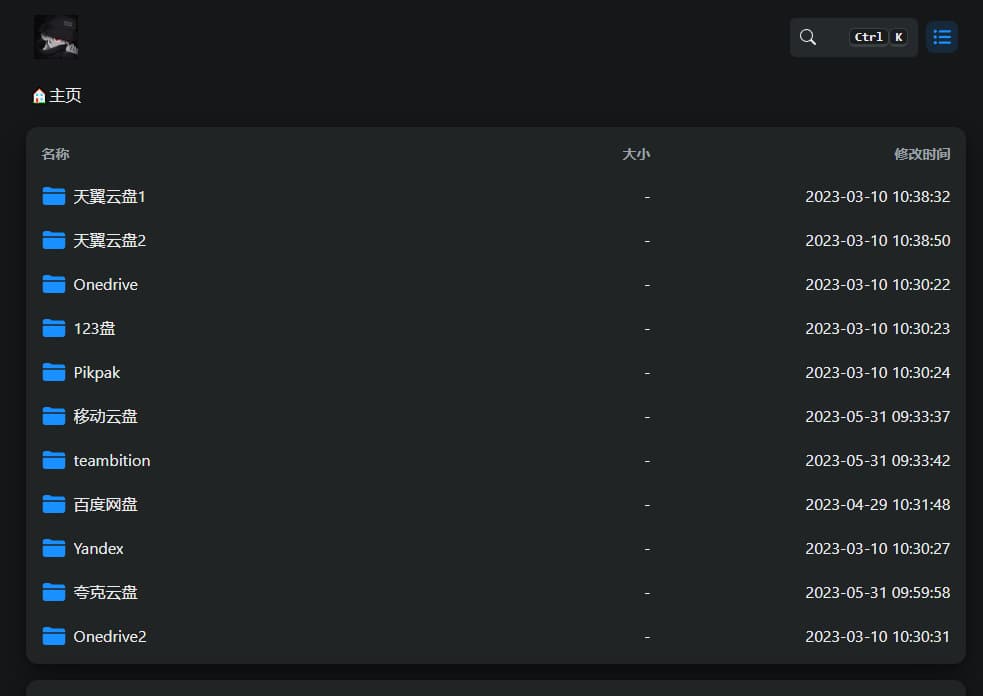 Ctrl K
主页
名称 大小 修改时间
天翼云盘1 - 2023-03-10 10:38:32
天翼云盘2 - 2023-03-10 10:38:50
Onedrive - 2023-03-10 10:30:22
123盘 - 2023-03-10 10:30:23
Pikpak - 2023-03-10 10:30:24
移动云盘 - 2023-05-31 09:33:37
teambition - 2023-05-31 09:33:42
百度网盘 - 2023-04-29 10:31:48
Yandex - 2023-03-10 10:30:27
夸克云盘 - 2023-05-31 09:59:58
Onedrive2 - 2023-03-10 10:30:31